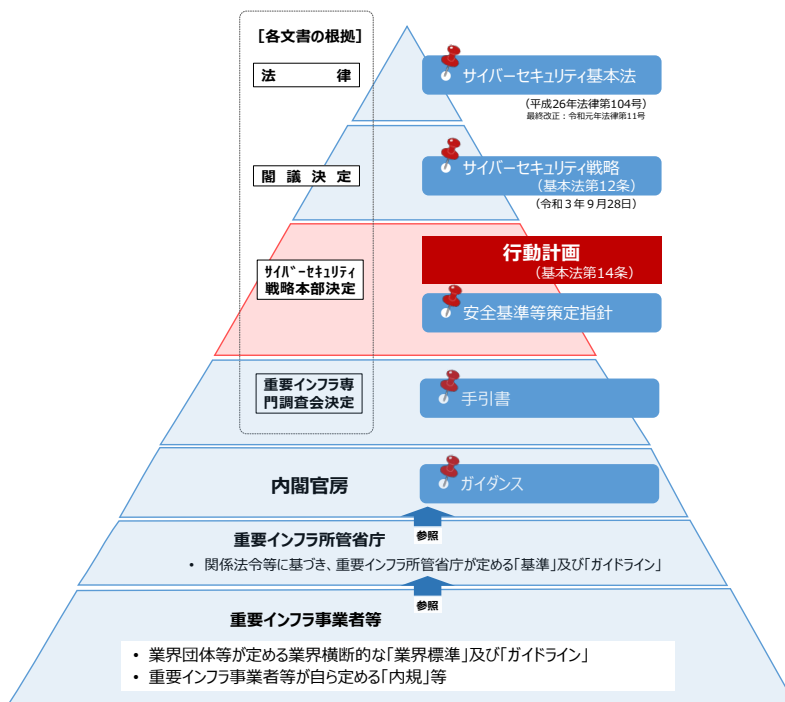 [各文書の根拠]
法 律
サイバーセキュリティ基本法
(平成26年法律第104号)
最終改正:令和元年法律第11号
閣 議 決 定
サイバーセキュリティ戦略
(基本法第12条)
(令和3年9月28日)
行動計画
(基本法第14条)
ｻｲﾊﾞｰｾｷｭﾘﾃｨ
戦略本部決定
安全基準等策定指針
重要インフラ専
門調査会決定
手引書
内閣官房
ガイダンス
参照
重要インフラ所管省庁
• 関係法令等に基づき、重要インフラ所管省庁が定める「基準」及び「ガイドライン」
参照
重要インフラ事業者等
• 業界団体等が定める業界横断的な「業界標準」及び「ガイドライン」
• 重要インフラ事業者等が自ら定める「内規」等